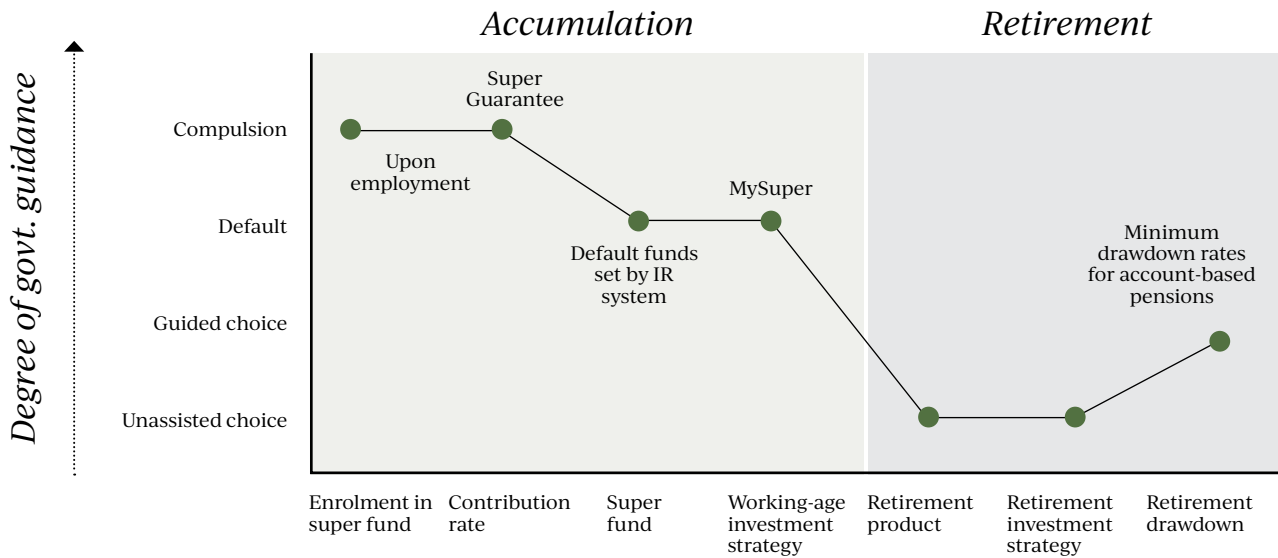 Accumulation
Retirement
Degree of govt. guidance
Compulsion
Default
Guided choice
Unassisted choice
Super
Guarantee
Upon
employment
MySuper
Default funds
set by IR
system
Minimum
drawdown rates
for account-based
pensions
Enrolment in
super fund
Contribution
rate
Super
fund
Working-age
investment
strategy
Retirement
product
Retirement
investment
strategy
Retirement
drawdown